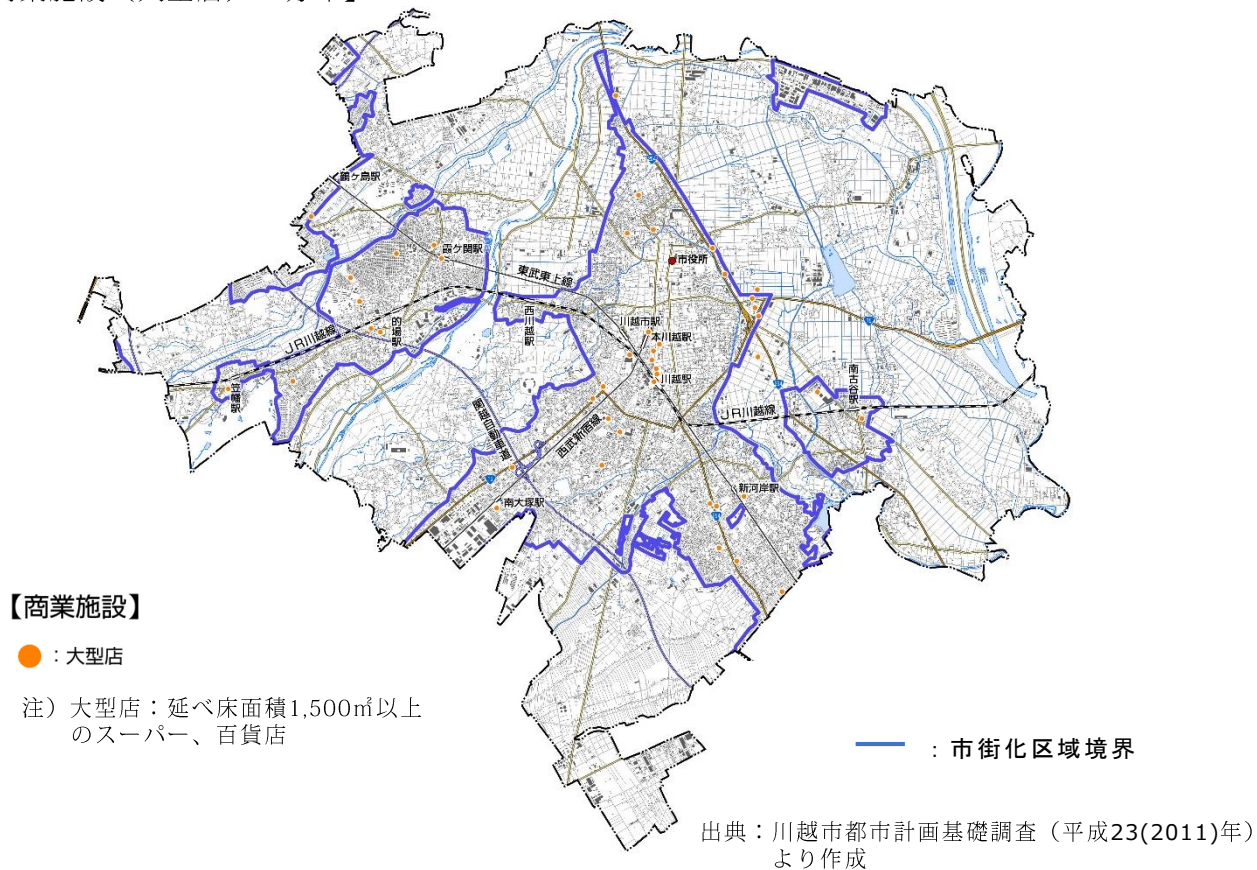 鶴ヶ島駅
霞ケ関駅
市役所
東武東上線
川越市駅
本川越駅
西川越駅
的場駅
JR川越線
川越駅
南古谷駅
笠幡駅
JR川越線
関越自動車道
西武新宿線
新河岸駅
南大塚駅
【商業施設】
：大型店
注）大型店：延べ床面積1,500㎡以上
のスーパー、百貨店
：市街化区域境界
出典：川越市都市計画基礎調査（平成23(2011)年）
より作成